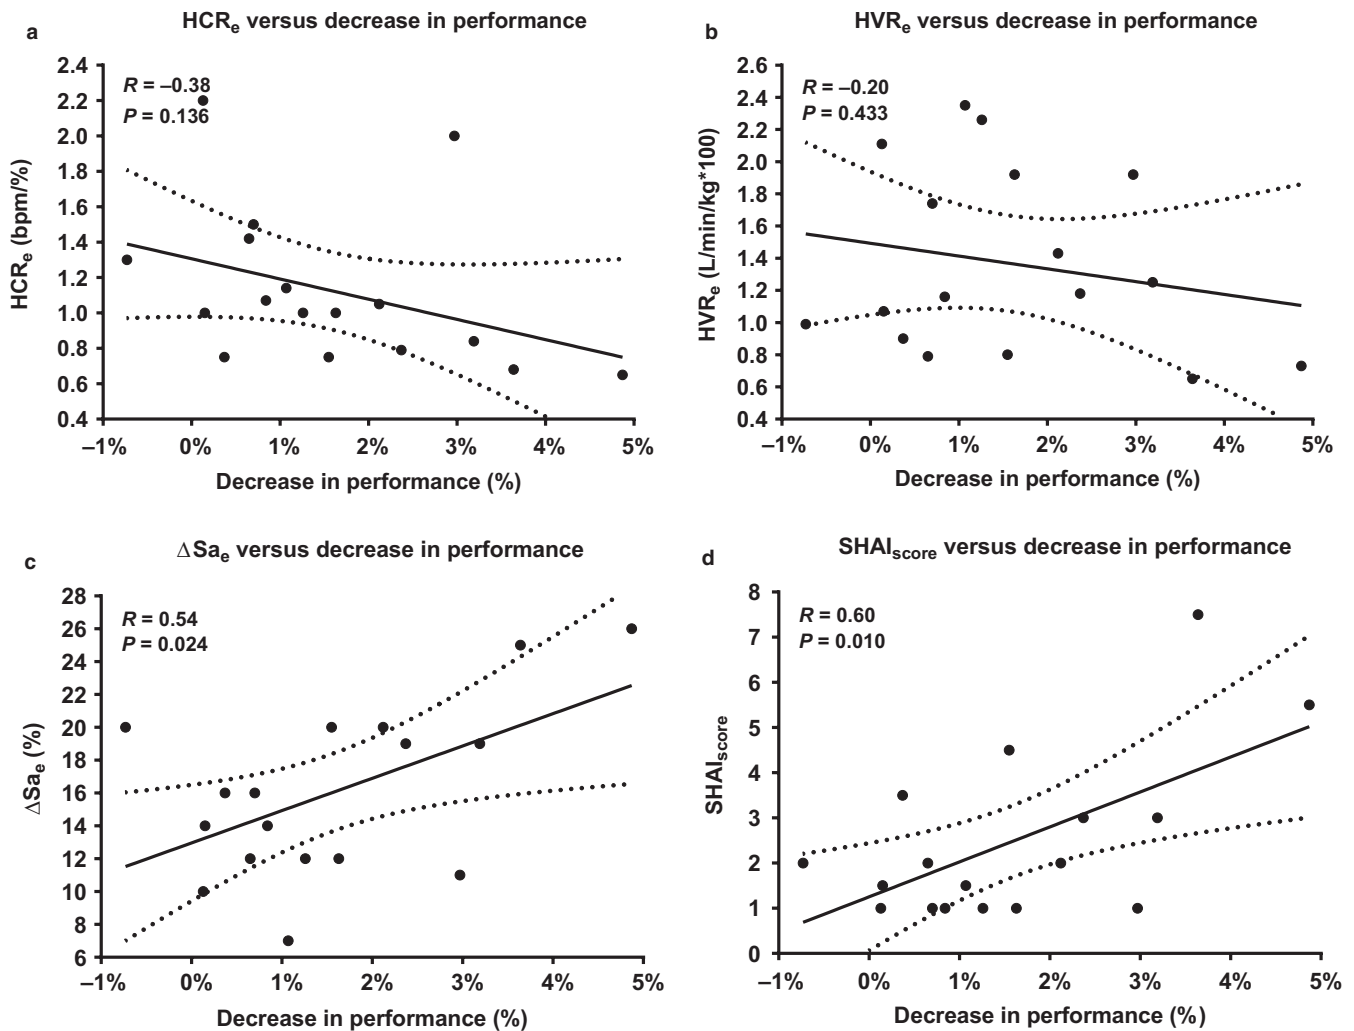 a
HCRe versus decrease in performance
R = –0.38
P = 0.136
HCRe (bpm/%)
2.4
2.2
2.0
1.8
1.6
1.4
1.2
1.0
0.8
0.6
0.4
–1% 0% 1% 2% 3% 4% 5%
Decrease in performance (%)
b
HVRe versus decrease in performance
R = –0.20
P = 0.433
HVRe (L/min/kg*100)
2.6
2.4
2.2
2.0
1.8
1.6
1.4
1.2
1.0
0.8
0.6
0.4
–1% 0% 1% 2% 3% 4% 5%
Decrease in performance (%)
c
ΔSae versus decrease in performance
R = 0.54
P = 0.024
ΔSae (%)
28
26
24
22
20
18
16
14
12
10
8
6
–1% 0% 1% 2% 3% 4% 5%
Decrease in performance (%)
d
SHAIscore versus decrease in performance
R = 0.60
P = 0.010
SHAIscore
8
7
6
5
4
3
2
1
0
–1% 0% 1% 2% 3% 4% 5%
Decrease in performance (%)